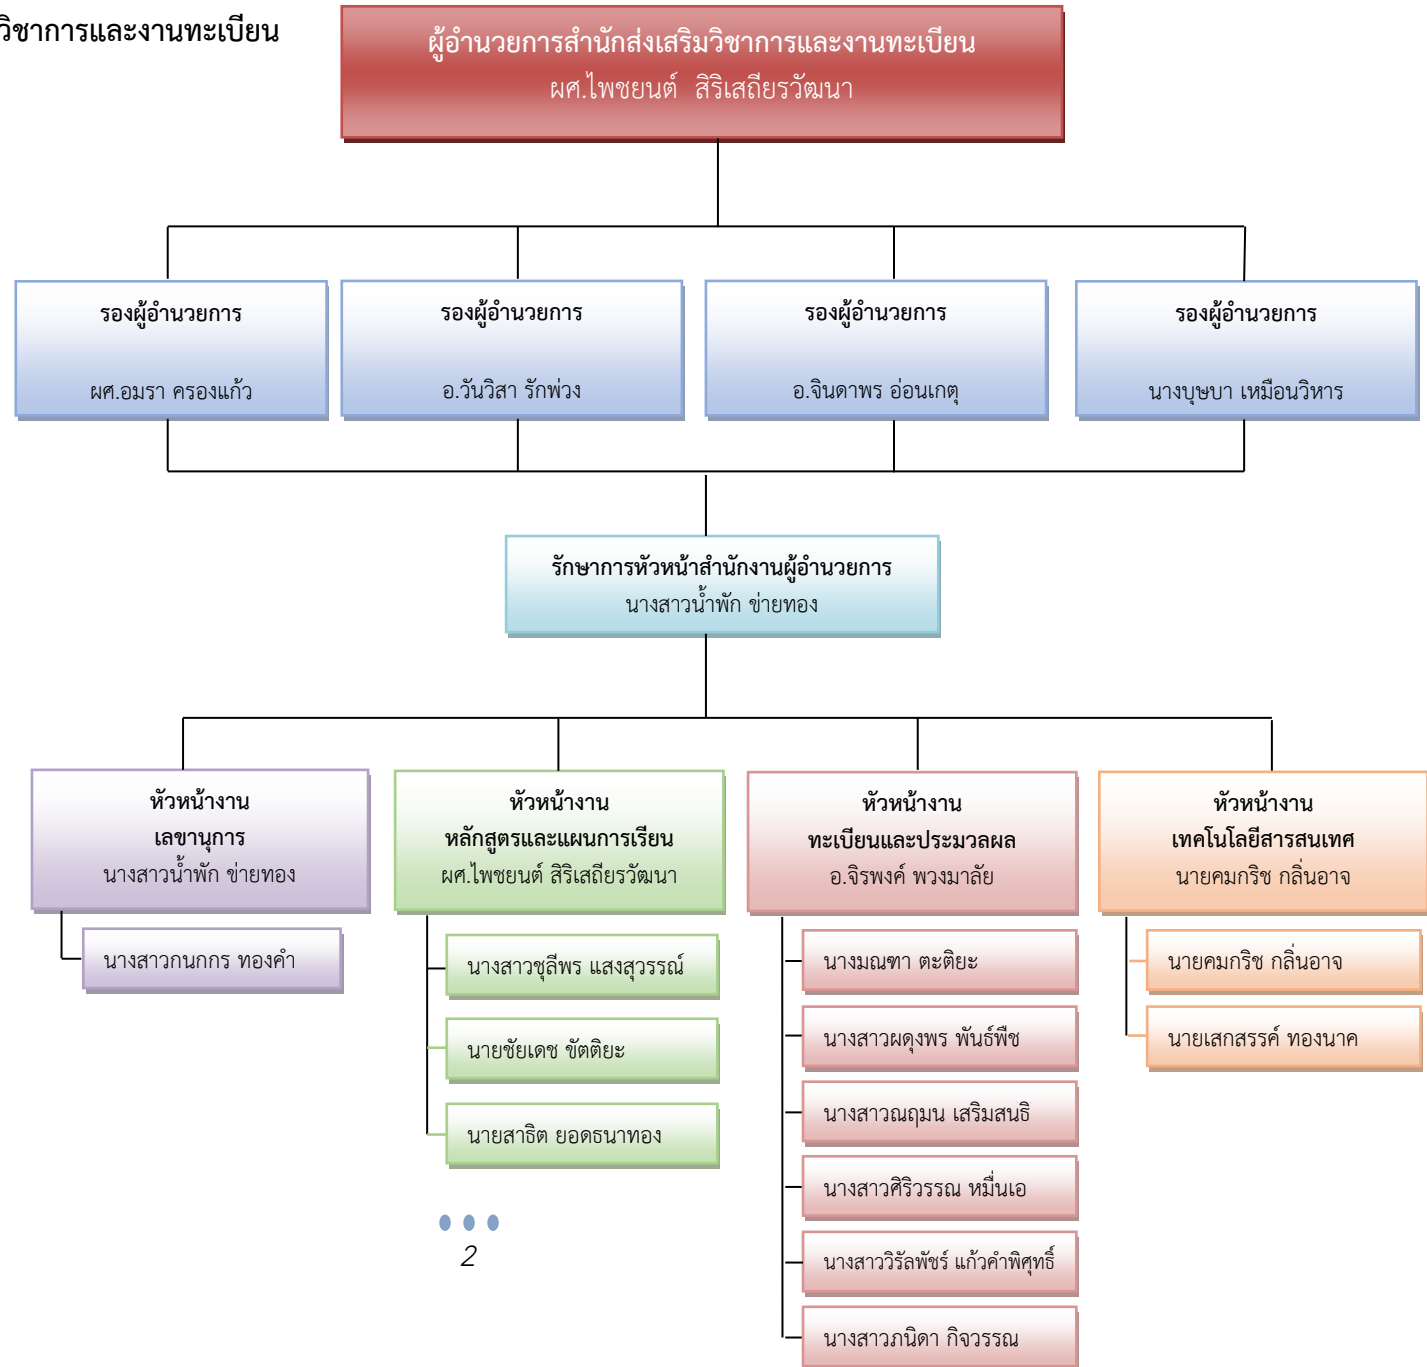 วิชาการและงานทะเบียน
ผู้อำนวยการสำนักส่งเสริมวิชาการและงานทะเบียน
ผศ.ไพชยนต์ สิริเสถียรวัฒนา
รองผู้อำนวยการ
ผศ.อมรา ครองแก้ว
รองผู้อำนวยการ
อ.วันวิสา รักพ่วง
รองผู้อำนวยการ
อ.จินดาพร อ่อนเกตุ
รองผู้อำนวยการ
นางบุษบา เหมือนวิหาร
รักษาการหัวหน้าสำนักงานผู้อำนวยการ
นางสาวน้ำพัก ข่ายทอง
หัวหน้างาน
เลขานุการ
นางสาวน้ำพัก ข่ายทอง
นางสาวกนกกร ทองคำ
หัวหน้างาน
หลักสูตรและแผนการเรียน
ผศ.ไพชยนต์ สิริเสถียรวัฒนา
นางสาวชุลีพร แสงสุวรรณ์
นายชัยเดช ขัตติยะ
นายสาธิต ยอดธนาทอง
หัวหน้างาน
ทะเบียนและประมวลผล
อ.จิรพงค์ พวงมาลัย
นางมณฑา ตะติยะ
นางสาวผดุงพร พันธ์พืช
นางสาวณฤมน เสริมสนธิ
นางสาวศิริวรรณ หมื่นเอ
นางสาววิรัลพัชร์ แก้วคำพิศุทธิ์
นางสาวภนิดา กิจวรรณ
หัวหน้างาน
เทคโนโลยีสารสนเทศ
นายคมกริช กลิ่นอาจ
นายคมกริช กลิ่นอาจ
นายเสกสรรค์ ทองนาค
2